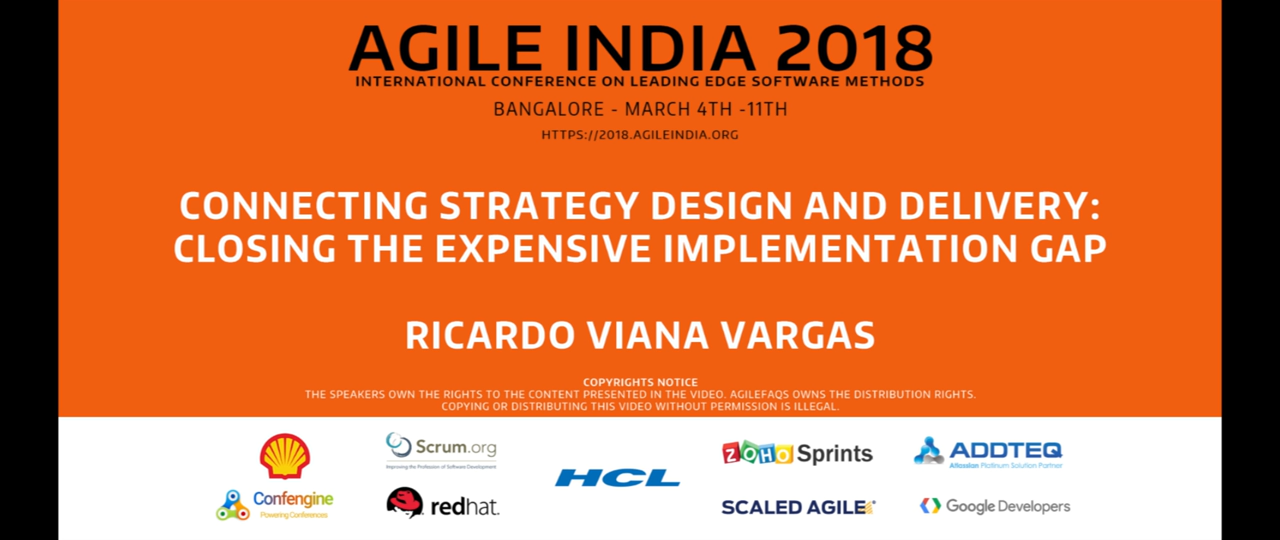 AGILE INDIA 2018
INTERNATIONAL CONFERENCE ON LEADING EDGE SOFTWARE METHODS
BANGALORE - MARCH 4TH -11TH
HTTPS://2018.AGILEINDIA.ORG
CONNECTING STRATEGY DESIGN AND DELIVERY:
CLOSING THE EXPENSIVE IMPLEMENTATION GAP
RICARDO VIANA VARGAS
COPYRIGHTS NOTICE
THE SPEAKERS OWN THE RIGHTS TO THE CONTENT PRESENTED IN THE VIDEO. AGILEFAQS OWNS THE DISTRIBUTION RIGHTS.
COPYING OR DISTRIBUTING THIS VIDEO WITHOUT PERMISSION IS ILLEGAL.
Scrum.org
Improving the Profession of Software Development
HCL
ZOHO Sprints
ADDTEQ
Atlassian Platinum Solution Partner
Confengine
Powering Conferences
redhat.
SCALED AGILE
Google Developers